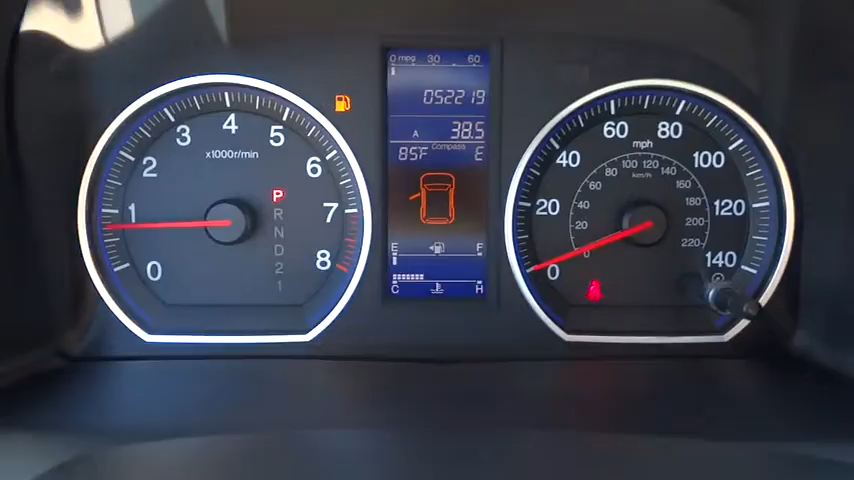 0 1 2 3 4 5 6 7 8
x1000r/min
P
R
N
D
2
1
0 mpg 30 60
052219
A 38.5
Compass
85F E
E F
C H
0 20 40 60 80 100 120 140
mph
0 20 40 60 80 100 120 140 160 180 200 220
km/h